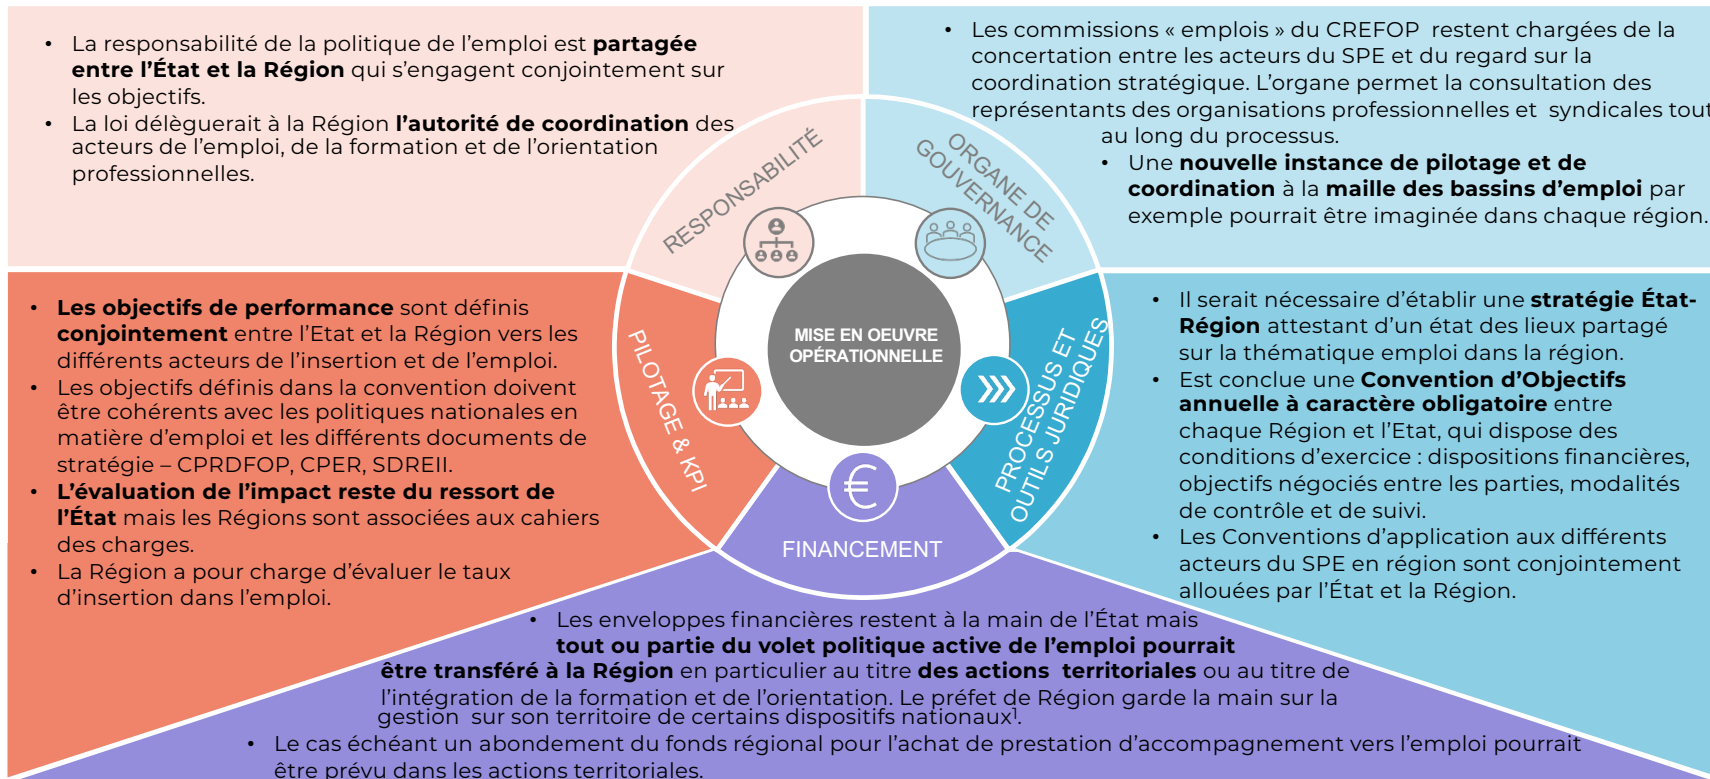 • La responsabilité de la politique de l’emploi est partagée
entre l’État et la Région qui s’engagent conjointement sur
les objectifs.
• La loi délèguerait à la Région l’autorité de coordination des
acteurs de l’emploi, de la formation et de l’orientation
professionnelles.
• Les commissions « emplois » du CREFOP restent chargées de la
concertation entre les acteurs du SPE et du regard sur la
coordination stratégique. L’organe permet la consultation des
représentants des organisations professionnelles et syndicales tout
au long du processus.
• Une nouvelle instance de pilotage et de
coordination à la maille des bassins d’emploi par
exemple pourrait être imaginée dans chaque région.
RESPONSABILITÉ
ORGANE DE
GOUVERNANCE
• Les objectifs de performance sont définis
conjointement entre l’Etat et la Région vers les
différents acteurs de l’insertion et de l’emploi.
• Les objectifs définis dans la convention doivent
être cohérents avec les politiques nationales en
matière d’emploi et les différents documents de
stratégie – CPRDFOP, CPER, SDREII.
• L’évaluation de l’impact reste du ressort de
l’État mais les Régions sont associées aux cahiers
des charges.
• La Région a pour charge d’évaluer le taux
d’insertion dans l’emploi.
PILOTAGE & KPI
MISE EN OEUVRE
OPÉRATIONNELLE
PROCESSUS ET
OUTILS JURIDIQUES
• Il serait nécessaire d’établir une stratégie État-
Région attestant d’un état des lieux partagé
sur la thématique emploi dans la région.
• Est conclue une Convention d’Objectifs
annuelle à caractère obligatoire entre
chaque Région et l’Etat, qui dispose des
conditions d’exercice : dispositions financières,
objectifs négociés entre les parties, modalités
de contrôle et de suivi.
• Les Conventions d’application aux différents
acteurs du SPE en région sont conjointement
allouées par l’État et la Région.
€
FINANCEMENT
• Les enveloppes financières restent à la main de l’État mais
tout ou partie du volet politique active de l’emploi pourrait
être transféré à la Région en particulier au titre des actions territoriales ou au titre de
l’intégration de la formation et de l’orientation. Le préfet de Région garde la main sur la
gestion sur son territoire de certains dispositifs nationaux¹.
• Le cas échéant un abondement du fonds régional pour l’achat de prestation d’accompagnement vers l’emploi pourrait
être prévu dans les actions territoriales.